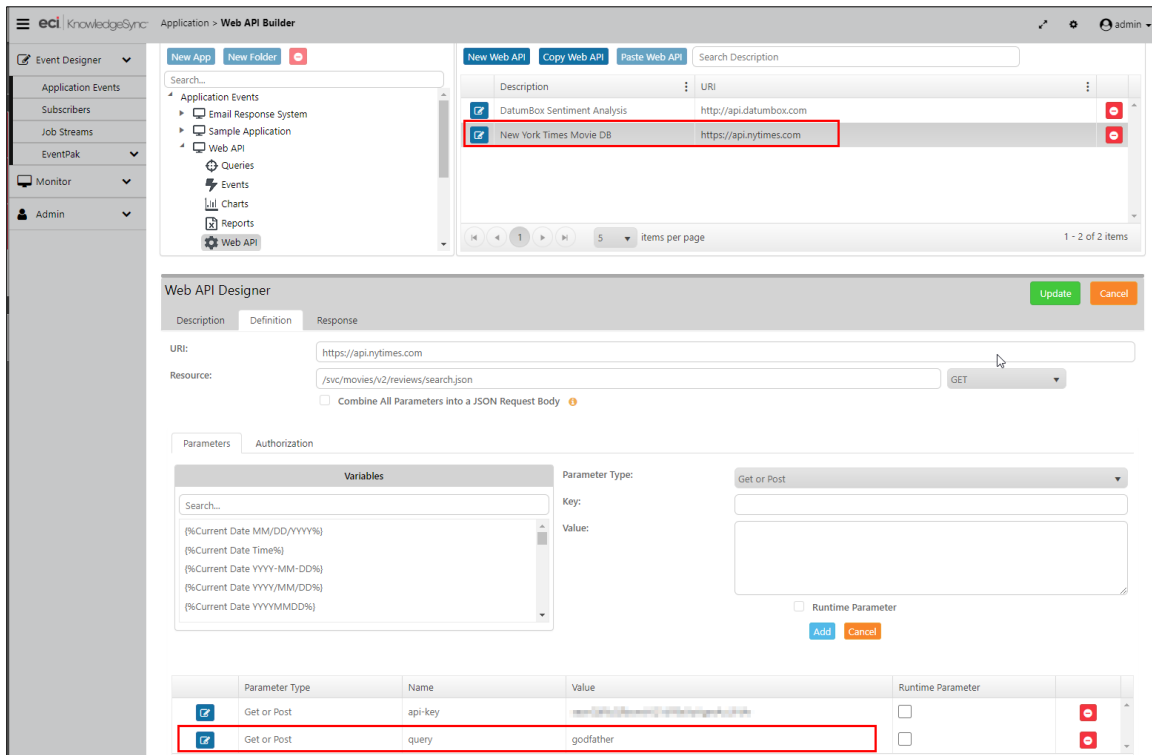 eci KnowledgeSync Application > Web API Builder admin
Event Designer
Application Events
Subscribers
Job Streams
EventPak
Monitor
Admin
New App New Folder
Search...
Application Events
Email Response System
Sample Application
Web API
Queries
Events
Charts
Reports
Web API
New Web API Copy Web API Paste Web API Search Description
Description URI
DatumBox Sentiment Analysis http://api.datumbox.com
New York Times Movie DB https://api.nytimes.com
1 5 items per page 1 - 2 of 2 items
Web API Designer Update Cancel
Description Definition Response
URI: https://api.nytimes.com
Resource: /svc/movies/v2/reviews/search.json GET
Combine All Parameters into a JSON Request Body
Parameters Authorization
Variables
Search...
{%Current Date MM/DD/YYYY%}
{%Current Date Time%}
{%Current Date YYYY-MM-DD%}
{%Current Date YYYY/MM/DD%}
{%Current Date YYYYMMDD%}
Parameter Type: Get or Post
Key:
Value:
Runtime Parameter
Add Cancel
Parameter Type Name Value Runtime Parameter
Get or Post api-key
Get or Post query godfather